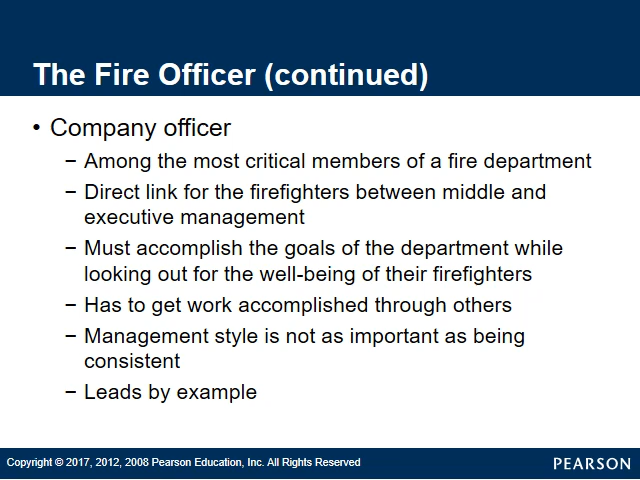 The Fire Officer (continued)
• Company officer
– Among the most critical members of a fire department
– Direct link for the firefighters between middle and
executive management
– Must accomplish the goals of the department while
looking out for the well-being of their firefighters
– Has to get work accomplished through others
– Management style is not as important as being
consistent
– Leads by example
Copyright © 2017, 2012, 2008 Pearson Education, Inc. All Rights Reserved
PEARSON